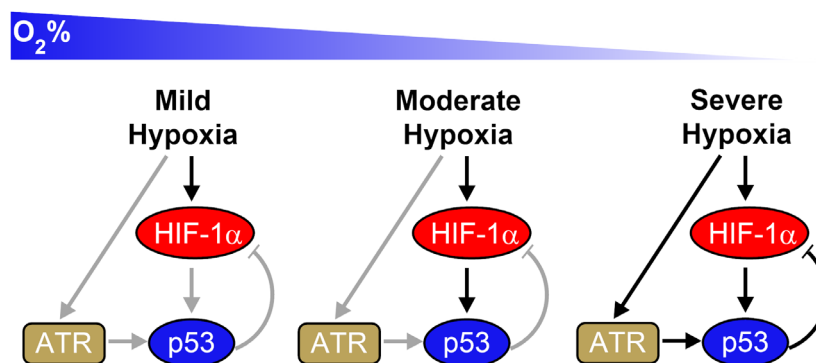 O₂%
Mild
Hypoxia
Moderate
Hypoxia
Severe
Hypoxia
HIF-1α
HIF-1α
HIF-1α
ATR
p53
ATR
p53
ATR
p53